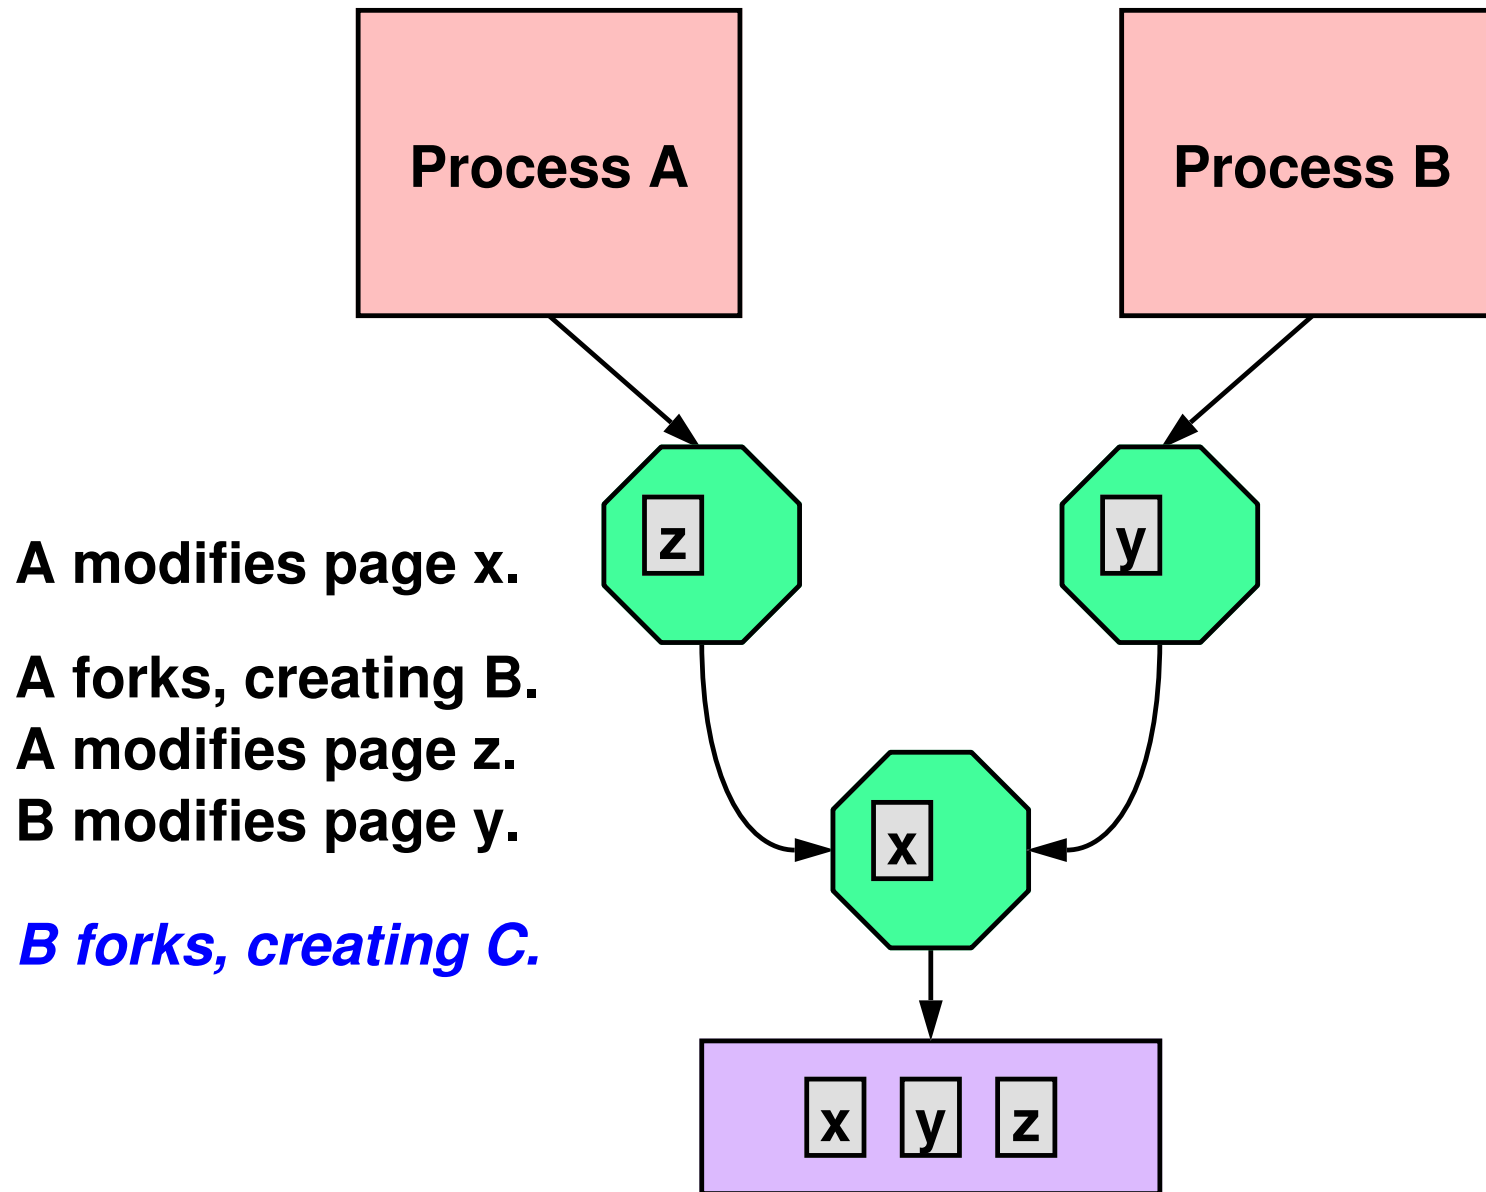 Process A
Process B
z
y
A modifies page x.
A forks, creating B.
A modifies page z.
B modifies page y.
x
B forks, creating C.
x y z